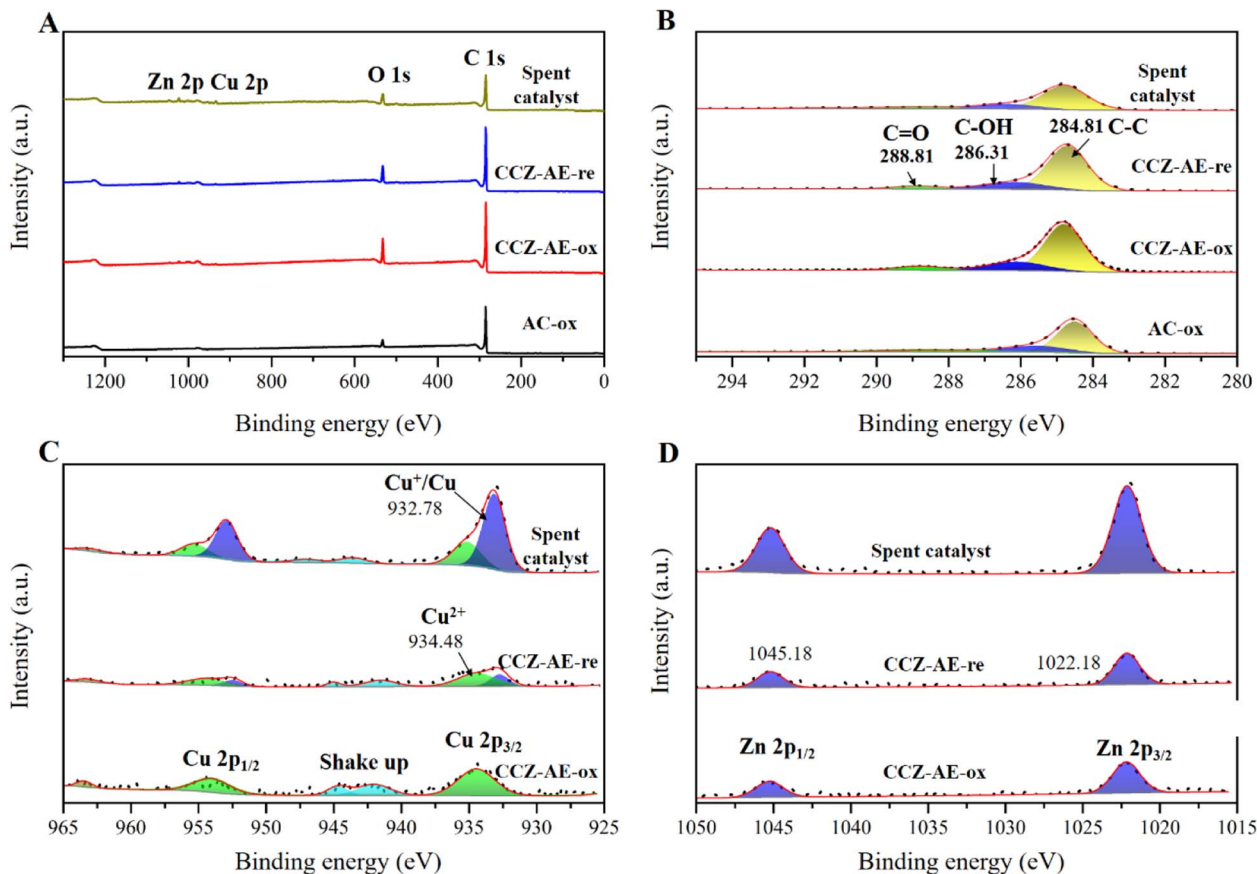 A
Zn 2p Cu 2p
O 1s
C 1s
Spent
catalyst
CCZ-AE-re
CCZ-AE-ox
AC-ox
Intensity (a.u.)
1200 1000 800 600 400 200 0
Binding energy (eV)
B
Spent
catalyst
C=O
288.81
C-OH
286.31
284.81 C-C
CCZ-AE-re
CCZ-AE-ox
AC-ox
Intensity (a.u.)
294 292 290 288 286 284 282 280
Binding energy (eV)
C
Cu⁺/Cu
932.78
Spent
catalyst
Cu²⁺
934.48
CCZ-AE-re
Cu 2p₁/₂
Shake up
Cu 2p₃/₂
CCZ-AE-ox
Intensity (a.u.)
965 960 955 950 945 940 935 930 925
Binding energy (eV)
D
Spent catalyst
1045.18
CCZ-AE-re
1022.18
Zn 2p₁/₂
CCZ-AE-ox
Zn 2p₃/₂
Intensity (a.u.)
1050 1045 1040 1035 1030 1025 1020 1015
Binding energy (eV)